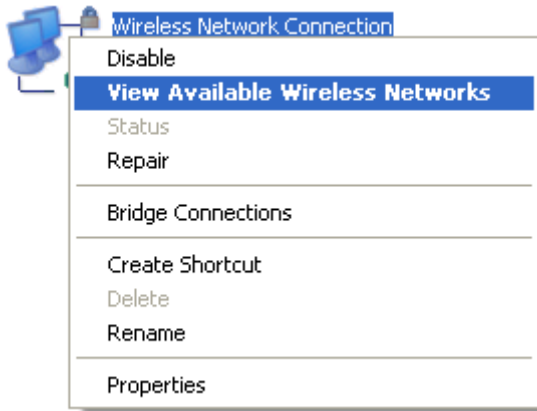 Wireless Network Connection
Disable
View Available Wireless Networks
Status
Repair
Bridge Connections
Create Shortcut
Delete
Rename
Properties